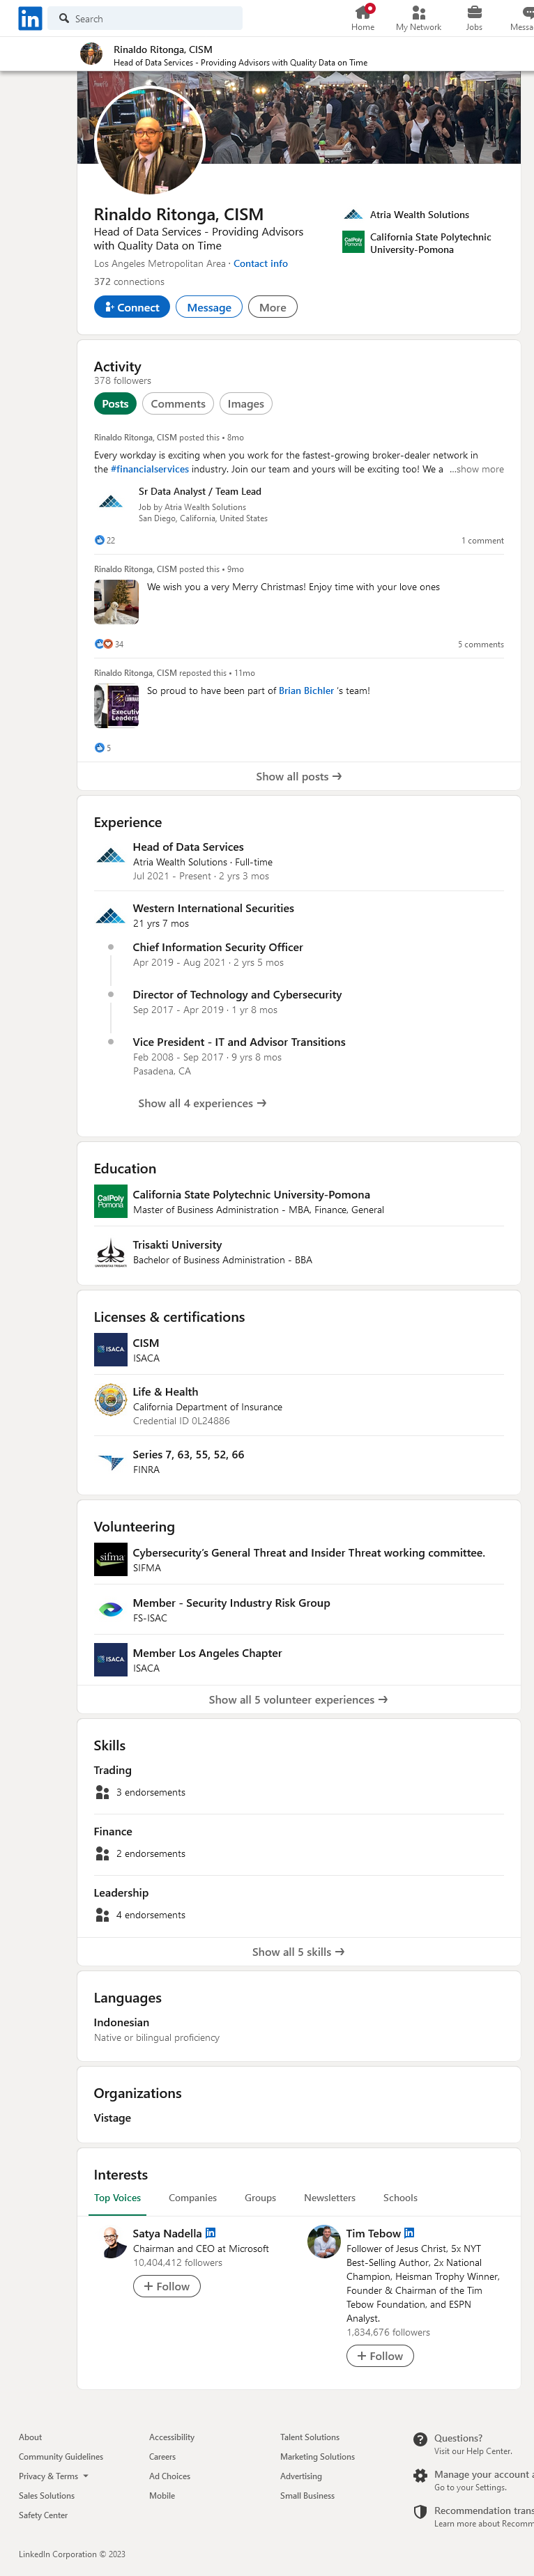 in
Search
Home
My Network
Jobs
Messa
Rinaldo Ritonga, CISM
Head of Data Services - Providing Advisors with Quality Data on Time
Rinaldo Ritonga, CISM
Head of Data Services - Providing Advisors
with Quality Data on Time
Los Angeles Metropolitan Area · Contact info
372 connections
Connect
Message
More
Atria Wealth Solutions
CalPoly
Pomona
California State Polytechnic
University-Pomona
Activity
378 followers
Posts
Comments
Images
Rinaldo Ritonga, CISM posted this • 8mo
Every workday is exciting when you work for the fastest-growing broker-dealer network in
the #financialservices industry. Join our team and yours will be exciting too! We a …show more
Sr Data Analyst / Team Lead
Job by Atria Wealth Solutions
San Diego, California, United States
22
1 comment
Rinaldo Ritonga, CISM posted this • 9mo
We wish you a very Merry Christmas! Enjoy time with your love ones
34
5 comments
Rinaldo Ritonga, CISM reposted this • 11mo
So proud to have been part of Brian Bichler 's team!
Executiv
Leaders
5
Show all posts →
Experience
Head of Data Services
Atria Wealth Solutions · Full-time
Jul 2021 - Present · 2 yrs 3 mos
Western International Securities
21 yrs 7 mos
Chief Information Security Officer
Apr 2019 - Aug 2021 · 2 yrs 5 mos
Director of Technology and Cybersecurity
Sep 2017 - Apr 2019 · 1 yr 8 mos
Vice President - IT and Advisor Transitions
Feb 2008 - Sep 2017 · 9 yrs 8 mos
Pasadena, CA
Show all 4 experiences →
Education
CalPoly
Pomona
California State Polytechnic University-Pomona
Master of Business Administration - MBA, Finance, General
Trisakti University
Bachelor of Business Administration - BBA
Licenses & certifications
ISACA
CISM
ISACA
Life & Health
California Department of Insurance
Credential ID 0L24886
Series 7, 63, 55, 52, 66
FINRA
Volunteering
sifma
Cybersecurity's General Threat and Insider Threat working committee.
SIFMA
Member - Security Industry Risk Group
FS-ISAC
ISACA
Member Los Angeles Chapter
ISACA
Show all 5 volunteer experiences →
Skills
Trading
3 endorsements
Finance
2 endorsements
Leadership
4 endorsements
Show all 5 skills →
Languages
Indonesian
Native or bilingual proficiency
Organizations
Vistage
Interests
Top Voices
Companies
Groups
Newsletters
Schools
Satya Nadella in
Chairman and CEO at Microsoft
10,404,412 followers
+ Follow
Tim Tebow in
Follower of Jesus Christ, 5x NYT
Best-Selling Author, 2x National
Champion, Heisman Trophy Winner,
Founder & Chairman of the Tim
Tebow Foundation, and ESPN
Analyst.
1,834,676 followers
+ Follow
About
Accessibility
Talent Solutions
Questions?
Visit our Help Center.
Community Guidelines
Careers
Marketing Solutions
Privacy & Terms
Ad Choices
Advertising
Manage your account a
Go to your Settings.
Sales Solutions
Mobile
Small Business
Safety Center
Recommendation trans
Learn more about Recomm
LinkedIn Corporation © 2023